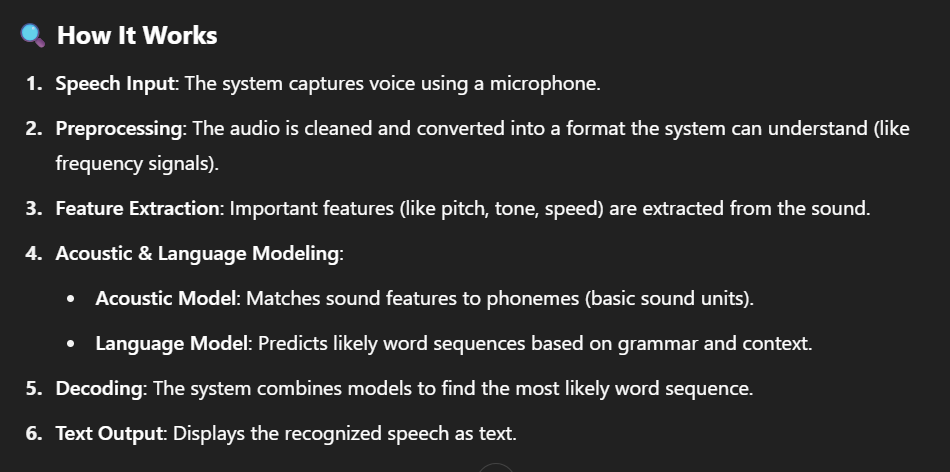 🔍 How It Works
1. Speech Input: The system captures voice using a microphone.
2. Preprocessing: The audio is cleaned and converted into a format the system can understand (like
frequency signals).
3. Feature Extraction: Important features (like pitch, tone, speed) are extracted from the sound.
4. Acoustic & Language Modeling:
• Acoustic Model: Matches sound features to phonemes (basic sound units).
• Language Model: Predicts likely word sequences based on grammar and context.
5. Decoding: The system combines models to find the most likely word sequence.
6. Text Output: Displays the recognized speech as text.